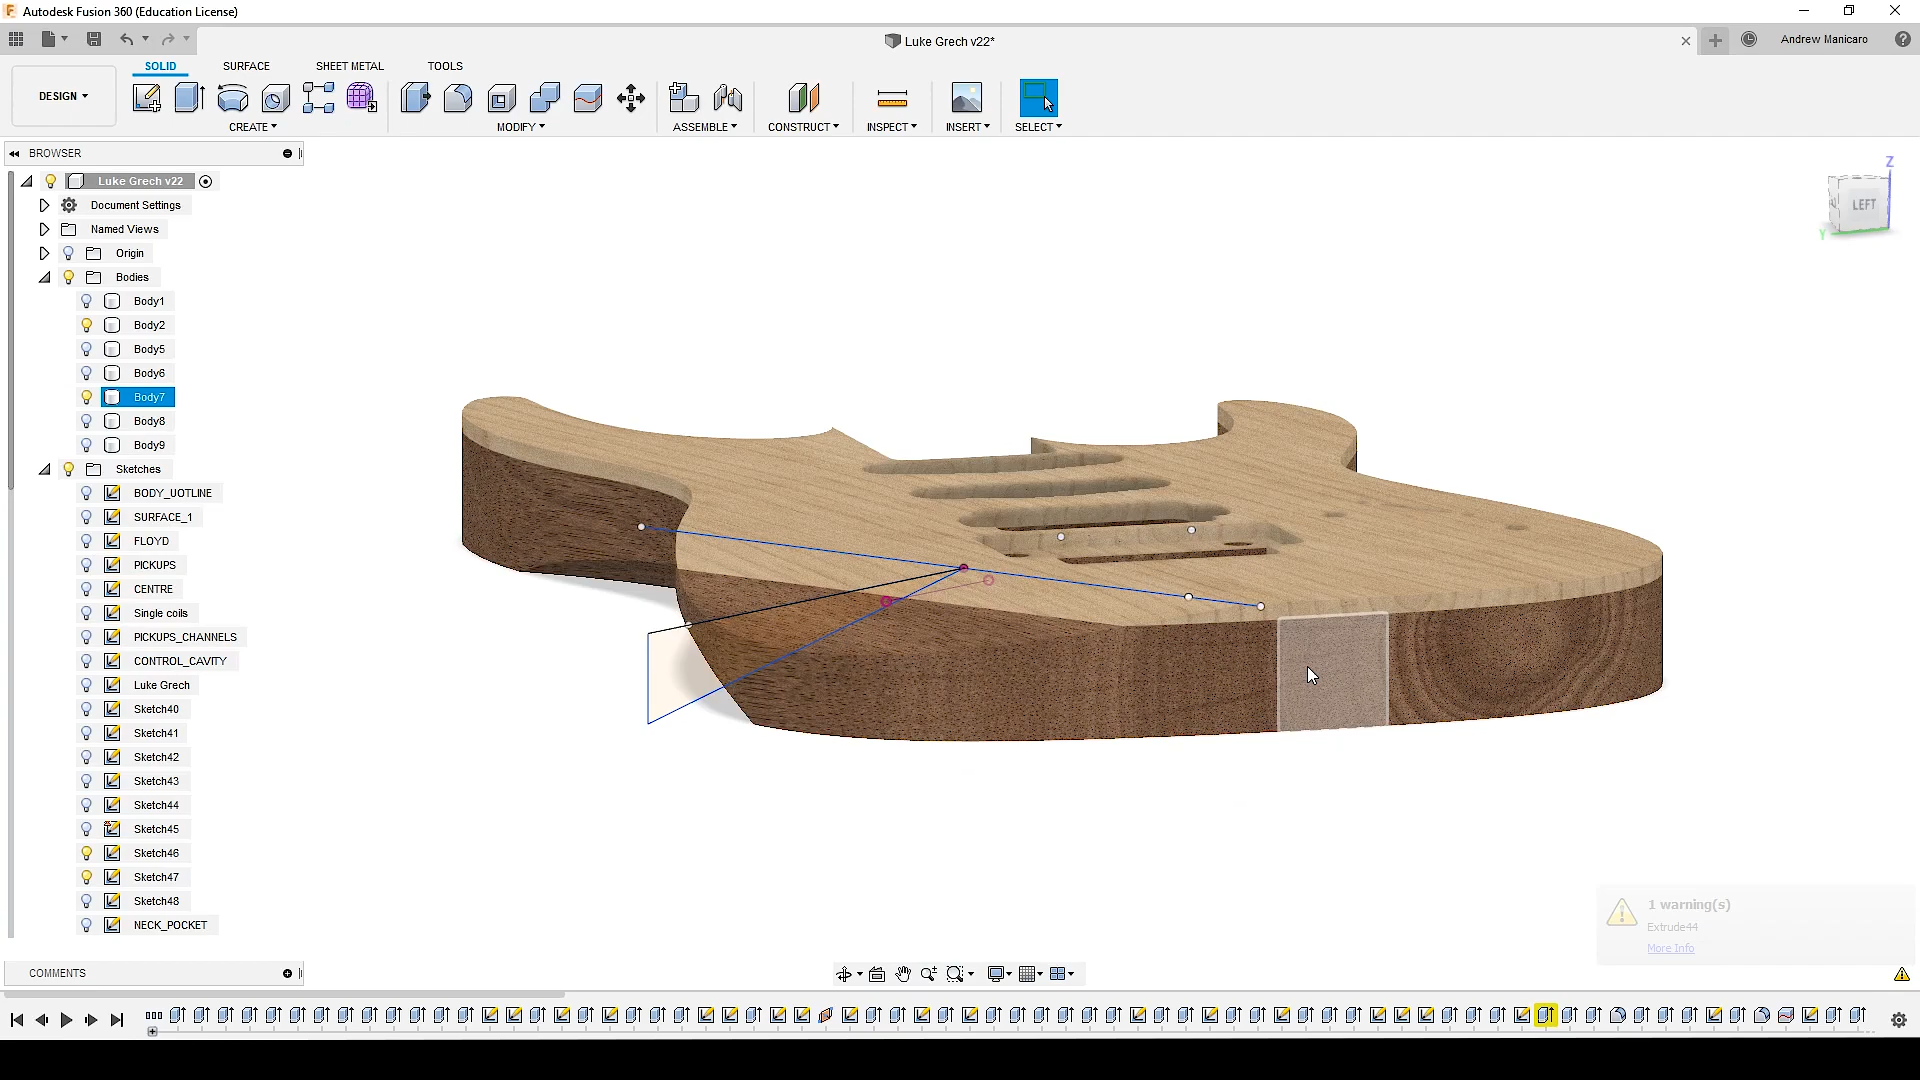 Autodesk Fusion 360 (Education License)
Luke Grech v22*
Andrew Manicaro
DESIGN
SOLID
SURFACE
SHEET METAL
TOOLS
CREATE
MODIFY
ASSEMBLE
CONSTRUCT
INSPECT
INSERT
SELECT
BROWSER
Luke Grech v22
Document Settings
Named Views
Origin
Bodies
Body1
Body2
Body5
Body6
Body7
Body8
Body9
Sketches
BODY_UOTLINE
SURFACE_1
FLOYD
PICKUPS
CENTRE
Single coils
PICKUPS_CHANNELS
CONTROL_CAVITY
Luke Grech
Sketch40
Sketch41
Sketch42
Sketch43
Sketch44
Sketch45
Sketch46
Sketch47
Sketch48
NECK_POCKET
Z
LEFT
Y
1 warning(s)
Extrude44
More Info
COMMENTS